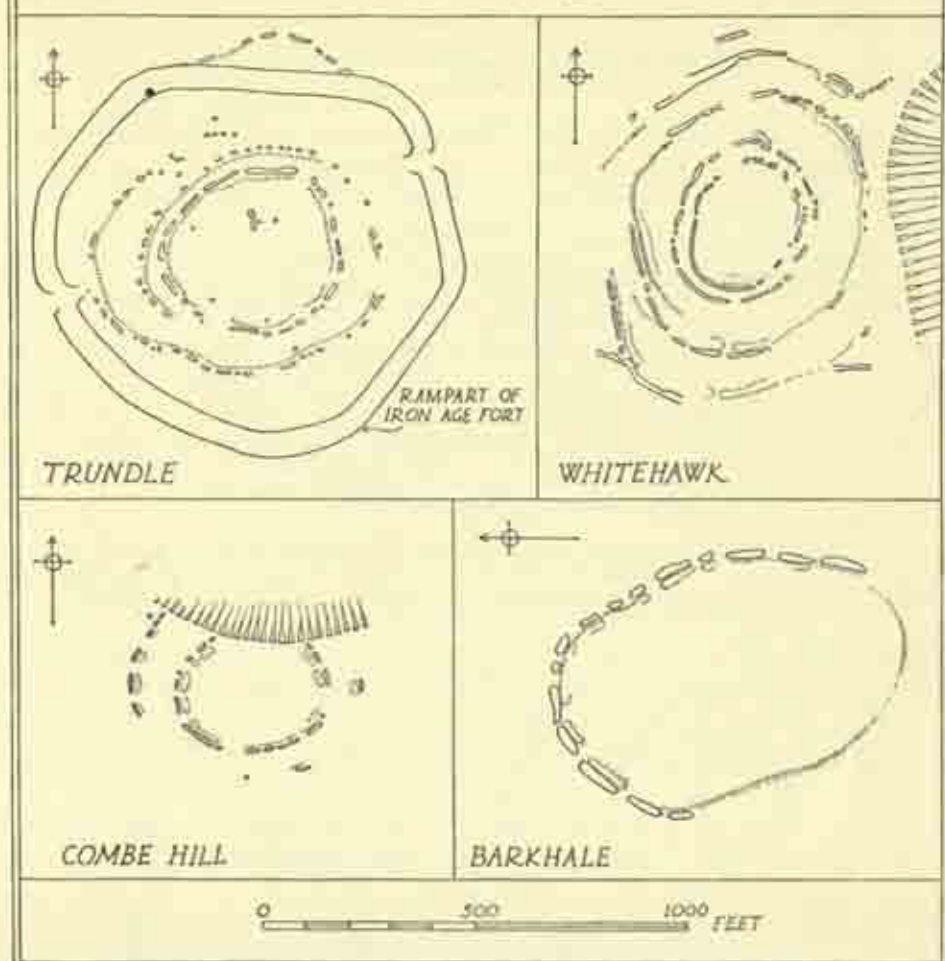 RAMPART OF
IRON AGE FORT
TRUNDLE
WHITEHAWK
COMBE HILL
BARKHALE
0 500 1000 FEET